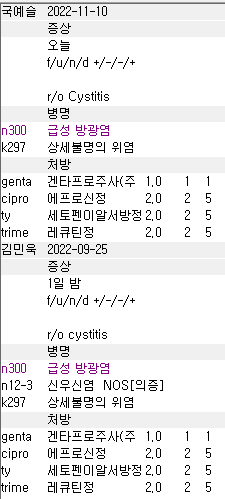 국예슬 2022-11-10
증상
오늘
f/u/n/d +/-/-/+
r/o Cystitis
병명
n300 급성 방광염
k297 상세불명의 위염
처방
genta 겐타프로주사(주 1.0 1 1
cipro 에프로신정 2.0 2 5
ty 세토펜이알서방정 2.0 2 5
trime 레큐틴정 2.0 2 5
김민욱 2022-09-25
증상
1일 밤
f/u/n/d +/-/-/+
r/o cystitis
병명
n300 급성 방광염
n12-3 신우신염 NOS[의증]
k297 상세불명의 위염
처방
genta 겐타프로주사(주 1.0 1 1
cipro 에프로신정 2.0 2 5
ty 세토펜이알서방정 2.0 2 5
trime 레큐틴정 2.0 2 5